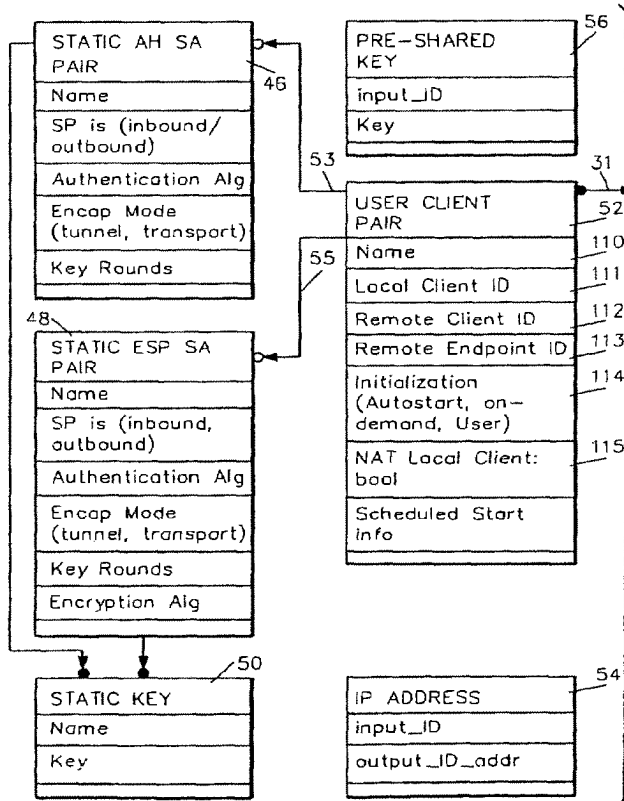 STATIC AH SA
PAIR
46
Name
SP is (inbound/
outbound)
Authentication Alg
Encap Mode
(tunnel, transport)
Key Rounds
48
STATIC ESP SA
PAIR
Name
SP is (inbound,
outbound)
Authentication Alg
Encap Mode
(tunnel, transport)
Key Rounds
Encryption Alg
50
STATIC KEY
Name
Key
53
55
PRE-SHARED
KEY
56
input_ID
Key
31
USER CLIENT
PAIR
52
Name
110
Local Client ID
111
Remote Client ID
112
Remote Endpoint ID
113
Initialization
(Autostart, on-
demand, User)
114
NAT Local Client:
bool
115
Scheduled Start
info
IP ADDRESS
54
input_ID
output_ID_addr